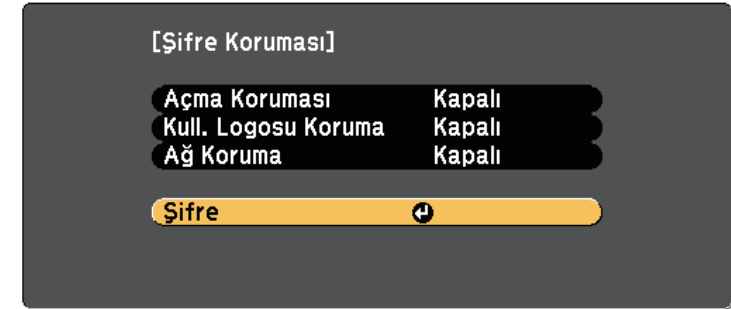 [Şifre Koruması]
Açma Koruması Kapalı
Kull. Logosu Koruma Kapalı
Ağ Koruma Kapalı
Şifre